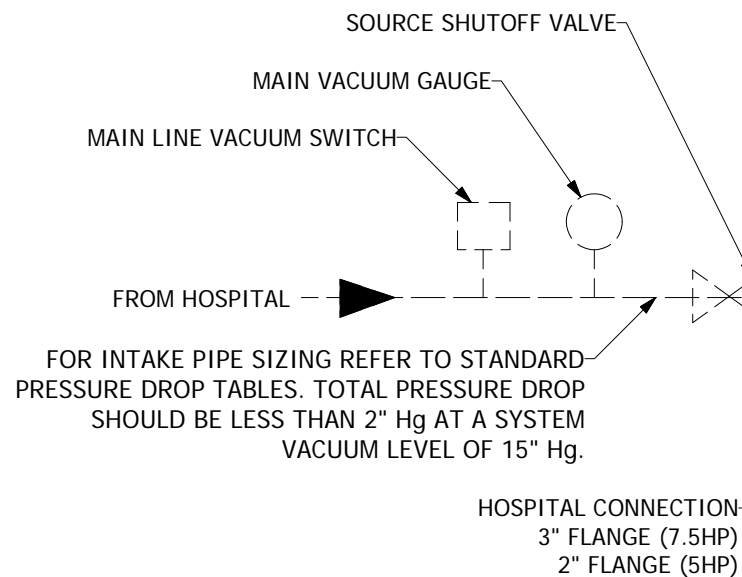 SOURCE SHUTOFF VALVE
MAIN VACUUM GAUGE
MAIN LINE VACUUM SWITCH
FROM HOSPITAL
FOR INTAKE PIPE SIZING REFER TO STANDARD
PRESSURE DROP TABLES. TOTAL PRESSURE DROP
SHOULD BE LESS THAN 2" Hg AT A SYSTEM
VACUUM LEVEL OF 15" Hg.
HOSPITAL CONNECTION
3" FLANGE (7.5HP)
2" FLANGE (5HP)